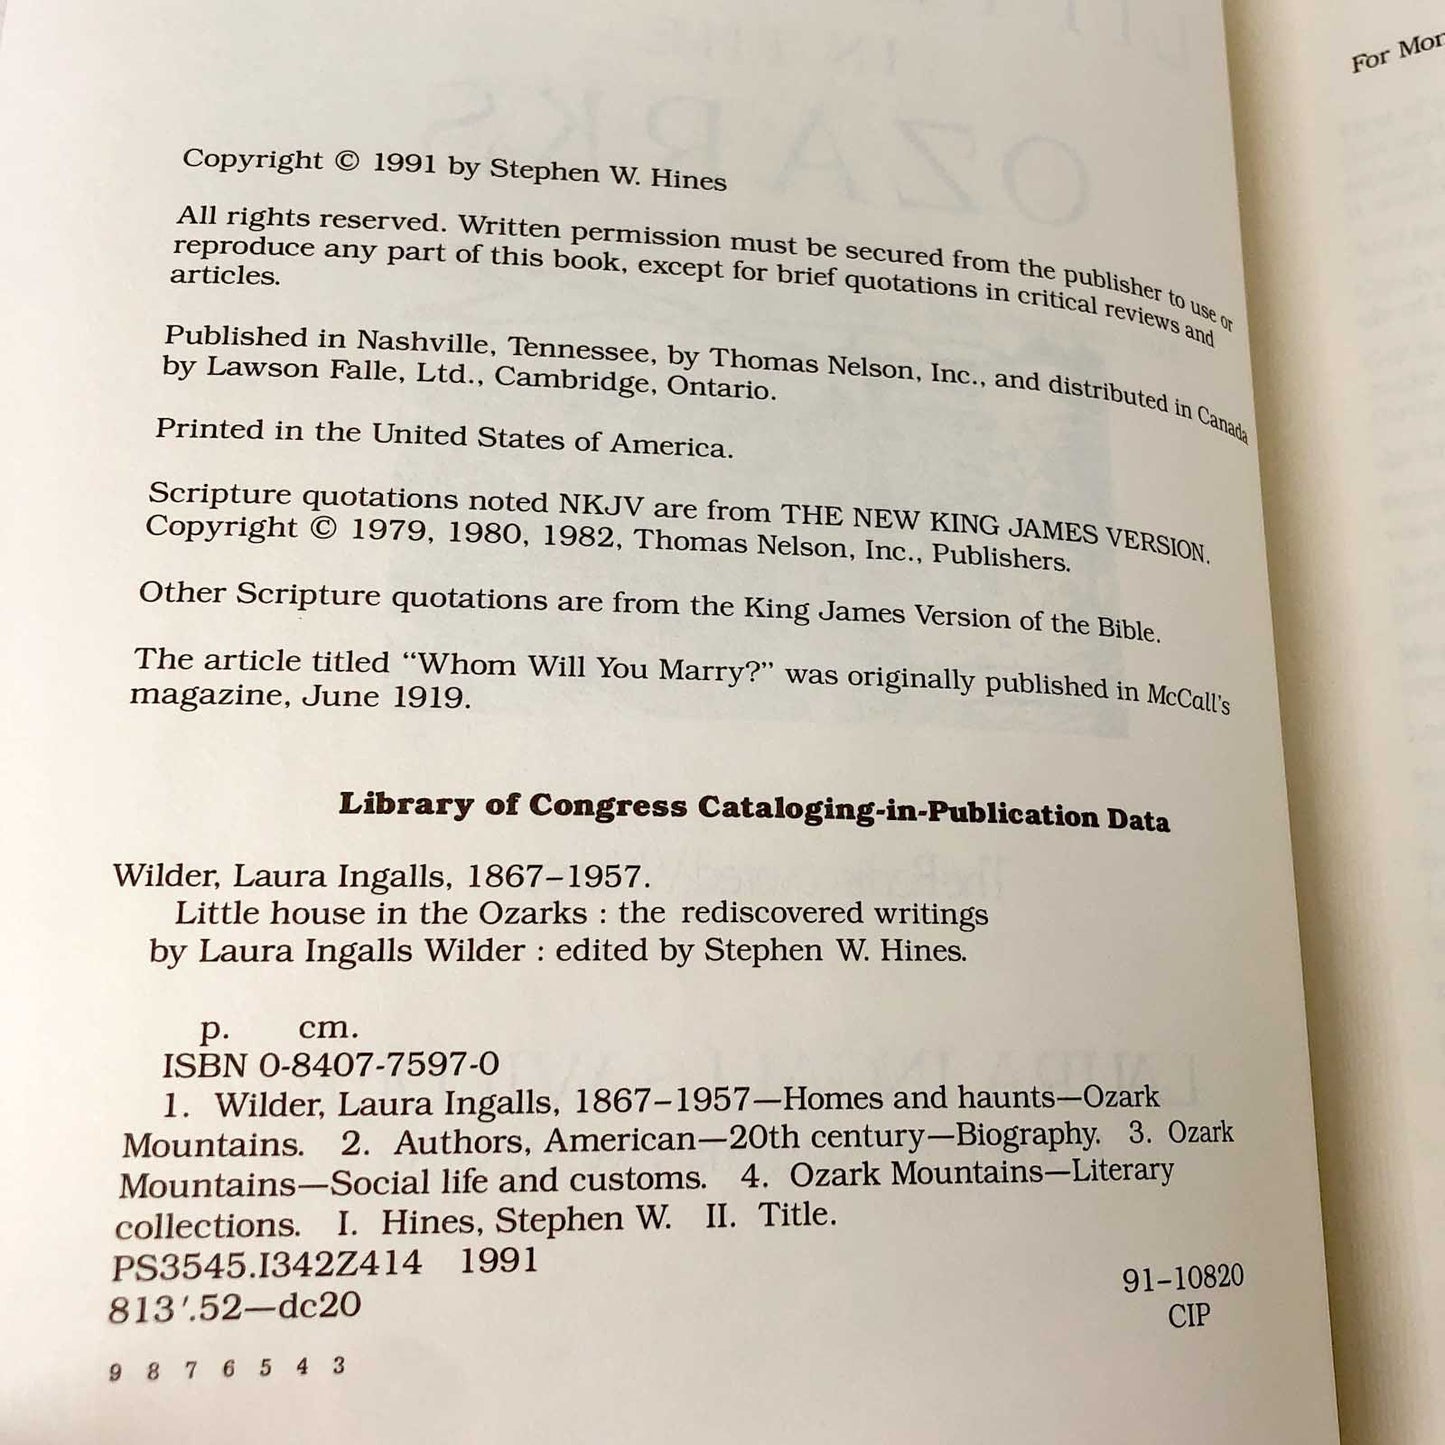 Copyright © 1991 by Stephen W. Hines
All rights reserved. Written permission must be secured from the publisher to use or
reproduce any part of this book, except for brief quotations in critical reviews and
articles.
Published in Nashville, Tennessee, by Thomas Nelson, Inc., and distributed in Canada
by Lawson Falle, Ltd., Cambridge, Ontario.
Printed in the United States of America.
Scripture quotations noted NKJV are from THE NEW KING JAMES VERSION.
Copyright © 1979, 1980, 1982, Thomas Nelson, Inc., Publishers.
Other Scripture quotations are from the King James Version of the Bible.
The article titled “Whom Will You Marry?” was originally published in McCall's
magazine, June 1919.
Library of Congress Cataloging-in-Publication Data
Wilder, Laura Ingalls, 1867–1957.
Little house in the Ozarks : the rediscovered writings
by Laura Ingalls Wilder : edited by Stephen W. Hines.
p. cm.
ISBN 0-8407-7597-0
1. Wilder, Laura Ingalls, 1867–1957—Homes and haunts—Ozark
Mountains. 2. Authors, American—20th century—Biography. 3. Ozark
Mountains—Social life and customs. 4. Ozark Mountains—Literary
collections. I. Hines, Stephen W. II. Title.
PS3545.I342Z414 1991
813′.52—dc20
91–10820
CIP
9 8 7 6 5 4 3
For